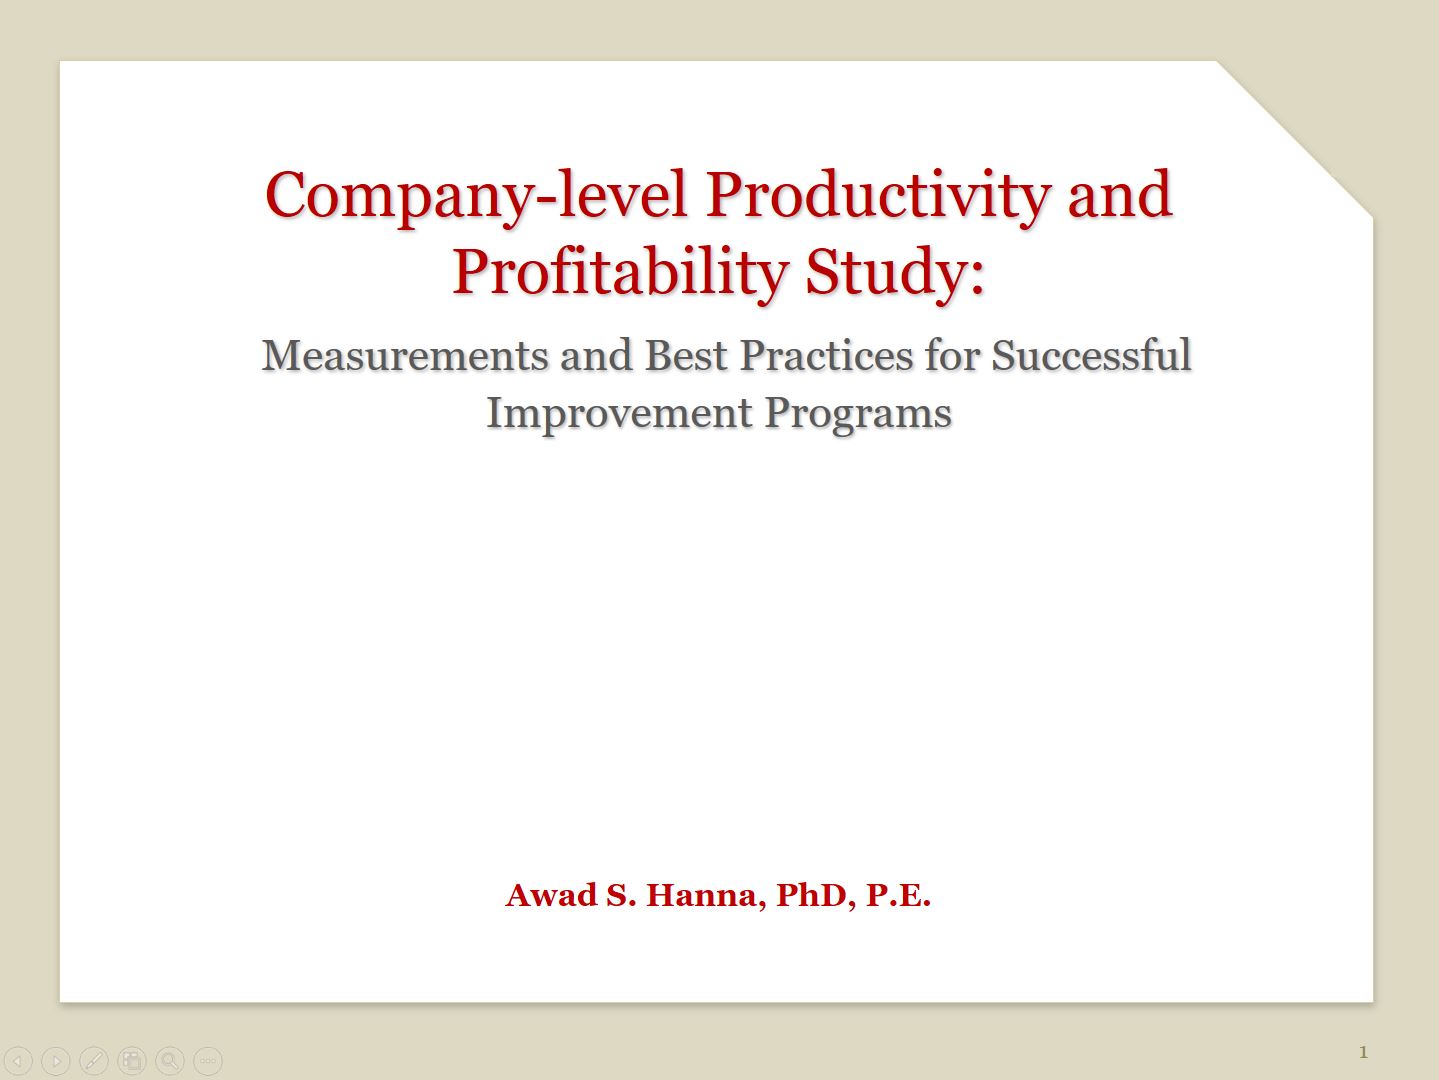 Company-level Productivity and
Profitability Study:
Measurements and Best Practices for Successful
Improvement Programs
Awad S. Hanna, PhD, P.E.
1